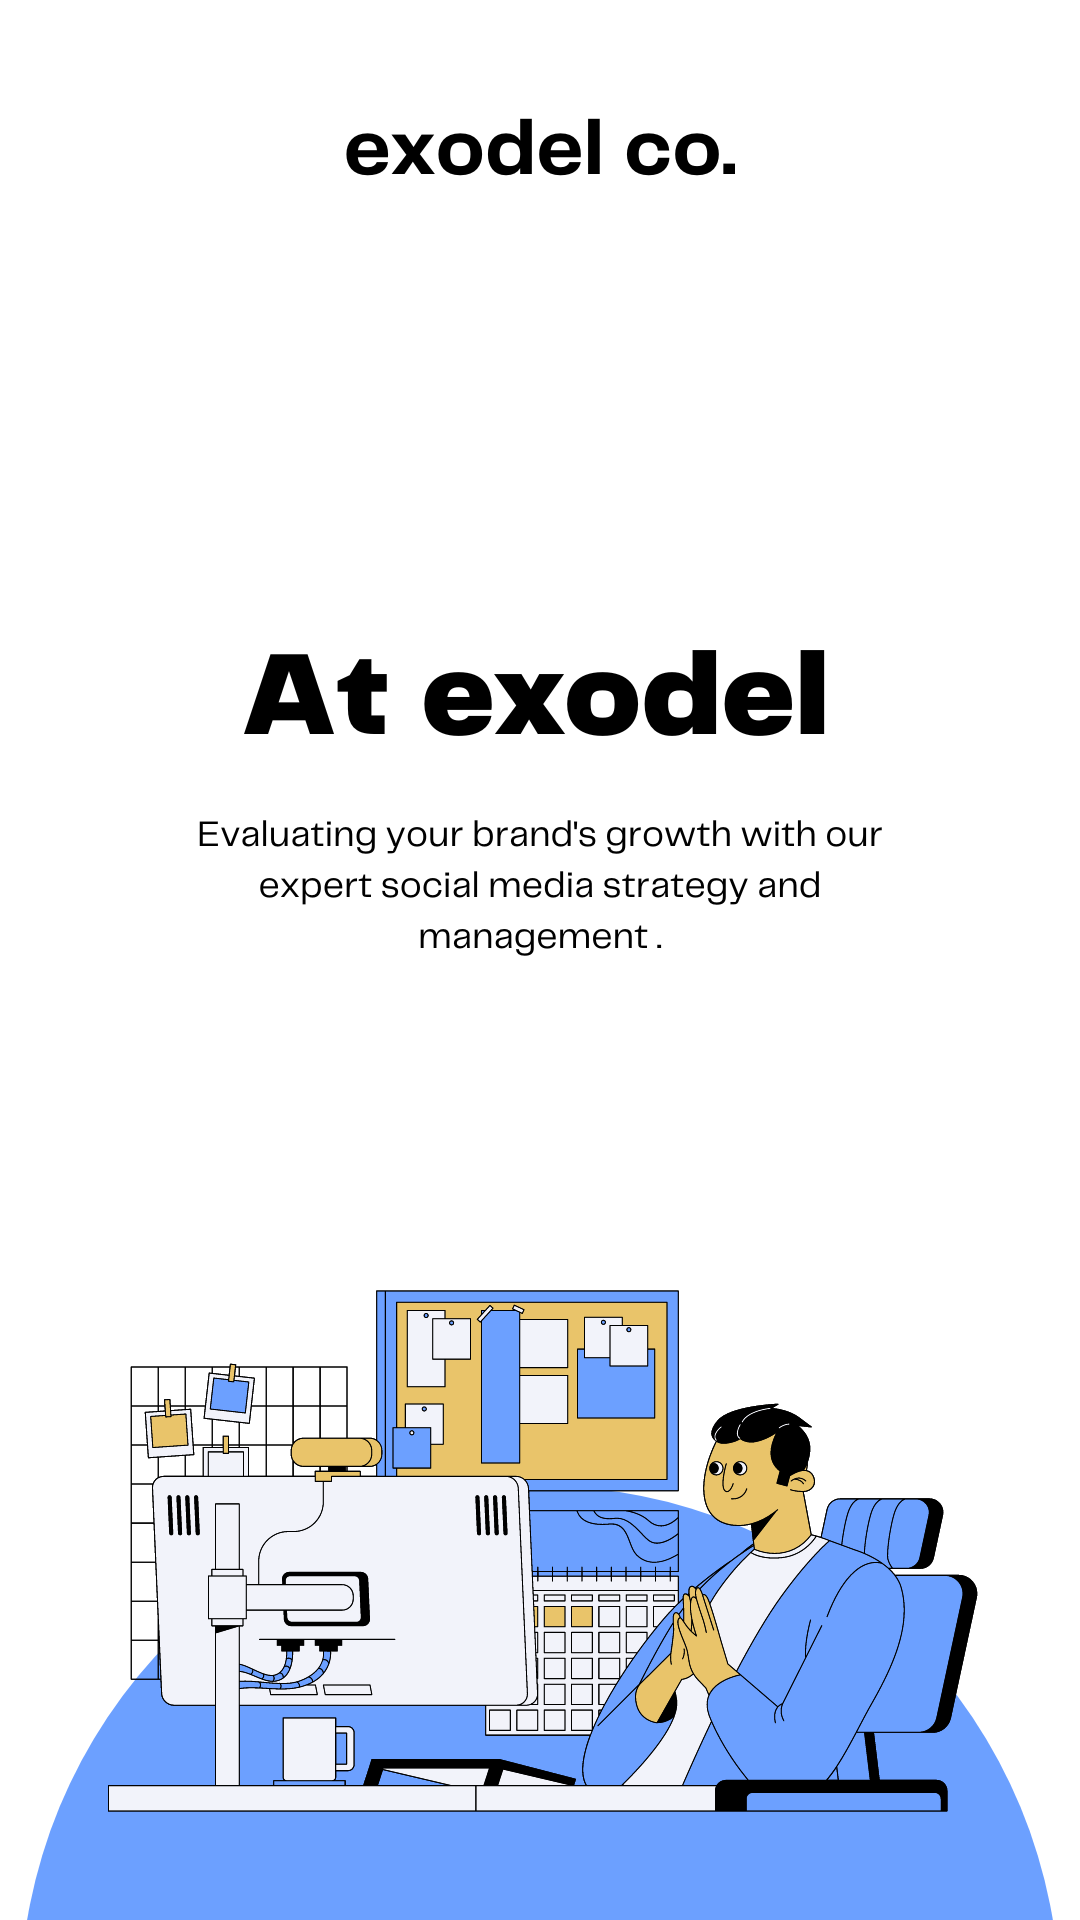 exodel co.
At exodel
Evaluating your brand's growth with our
expert social media strategy and
management .